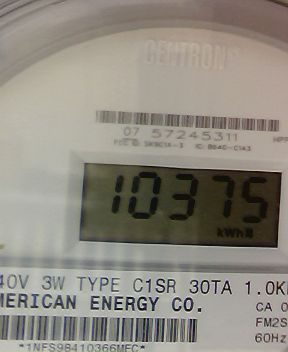 CENTRON®
07 57245311
10375
kWh
40V 3W TYPE C1SR 30TA 1.0K
MERICAN ENERGY CO.
CA 0
FM2S
60Hz
*1NFS98410366MEC*